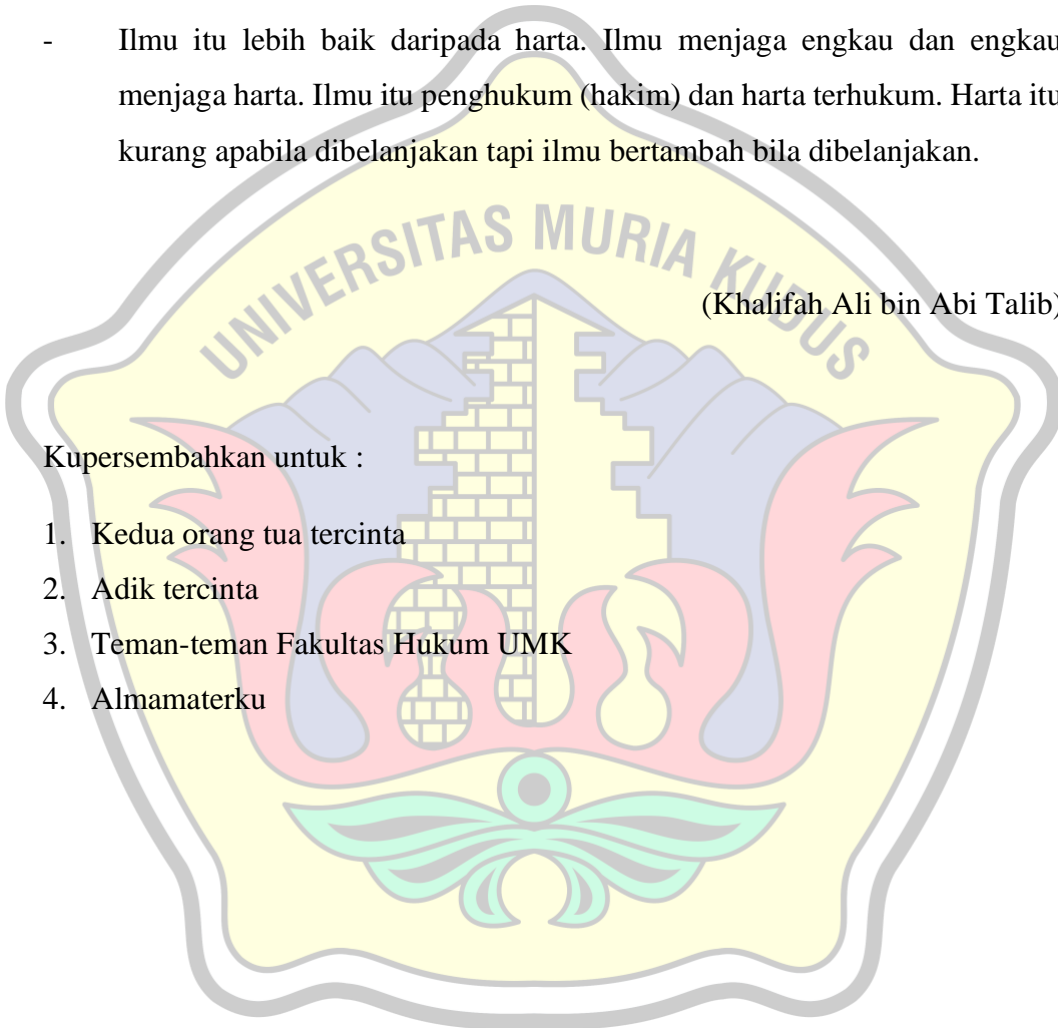 - Ilmu itu lebih baik daripada harta. Ilmu menjaga engkau dan engkau
menjaga harta. Ilmu itu penghukum (hakim) dan harta terhukum. Harta itu
kurang apabila dibelanjakan tapi ilmu bertambah bila dibelanjakan.
UNIVERSITAS MURIA KUDUS
(Khalifah Ali bin Abi Talib)
Kupersembahkan untuk :
1. Kedua orang tua tercinta
2. Adik tercinta
3. Teman-teman Fakultas Hukum UMK
4. Almamaterku